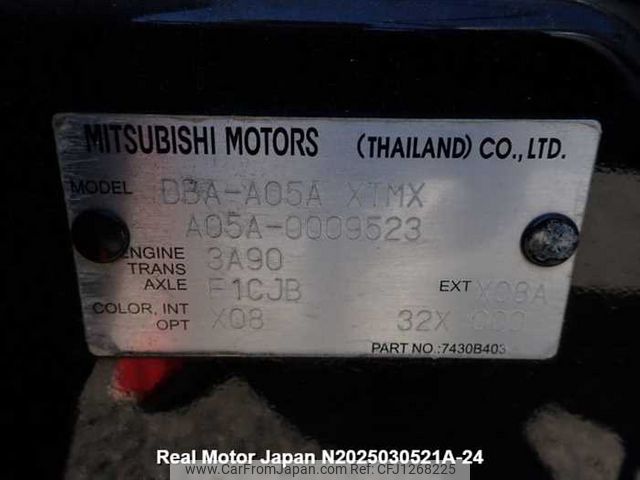 MITSUBISHI MOTORS (THAILAND) CO., LTD.
MODEL DBA-A05A XTMX
A05A-0009523
ENGINE 3A90
TRANS
AXLE F1CJB EXT X08A
COLOR, INT X08 32X 000
OPT
PART NO.:7430B403
Real Motor Japan N2025030521A-24
www.CarFromJapan.com - CFJ1268225